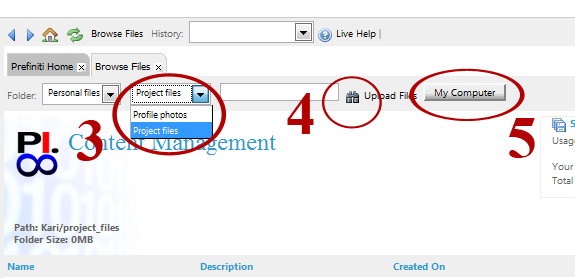 Browse Files History: Live Help |
Prefiniti Home x Browse Files x
Folder: Personal files Project files Upload Files My Computer
Profile photos
Project files
3 4 5
PI. Content Management
S
Usage
Your
Total
Path: Kari/project_files
Folder Size: 0MB
Name Description Created On